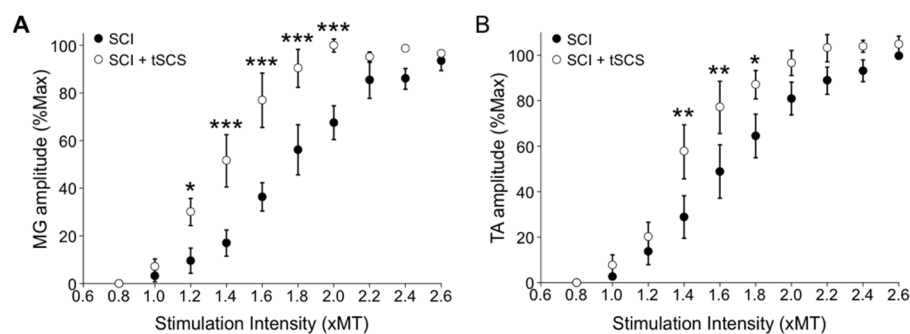 A
SCI
SCI + tSCS
MG amplitude (%Max)
100
80
60
40
20
0
*
***
***
***
***
0.6 0.8 1.0 1.2 1.4 1.6 1.8 2.0 2.2 2.4 2.6
Stimulation Intensity (xMT)
B
SCI
SCI + tSCS
TA amplitude (%Max)
100
80
60
40
20
0
**
**
*
0.6 0.8 1.0 1.2 1.4 1.6 1.8 2.0 2.2 2.4 2.6
Stimulation Intensity (xMT)